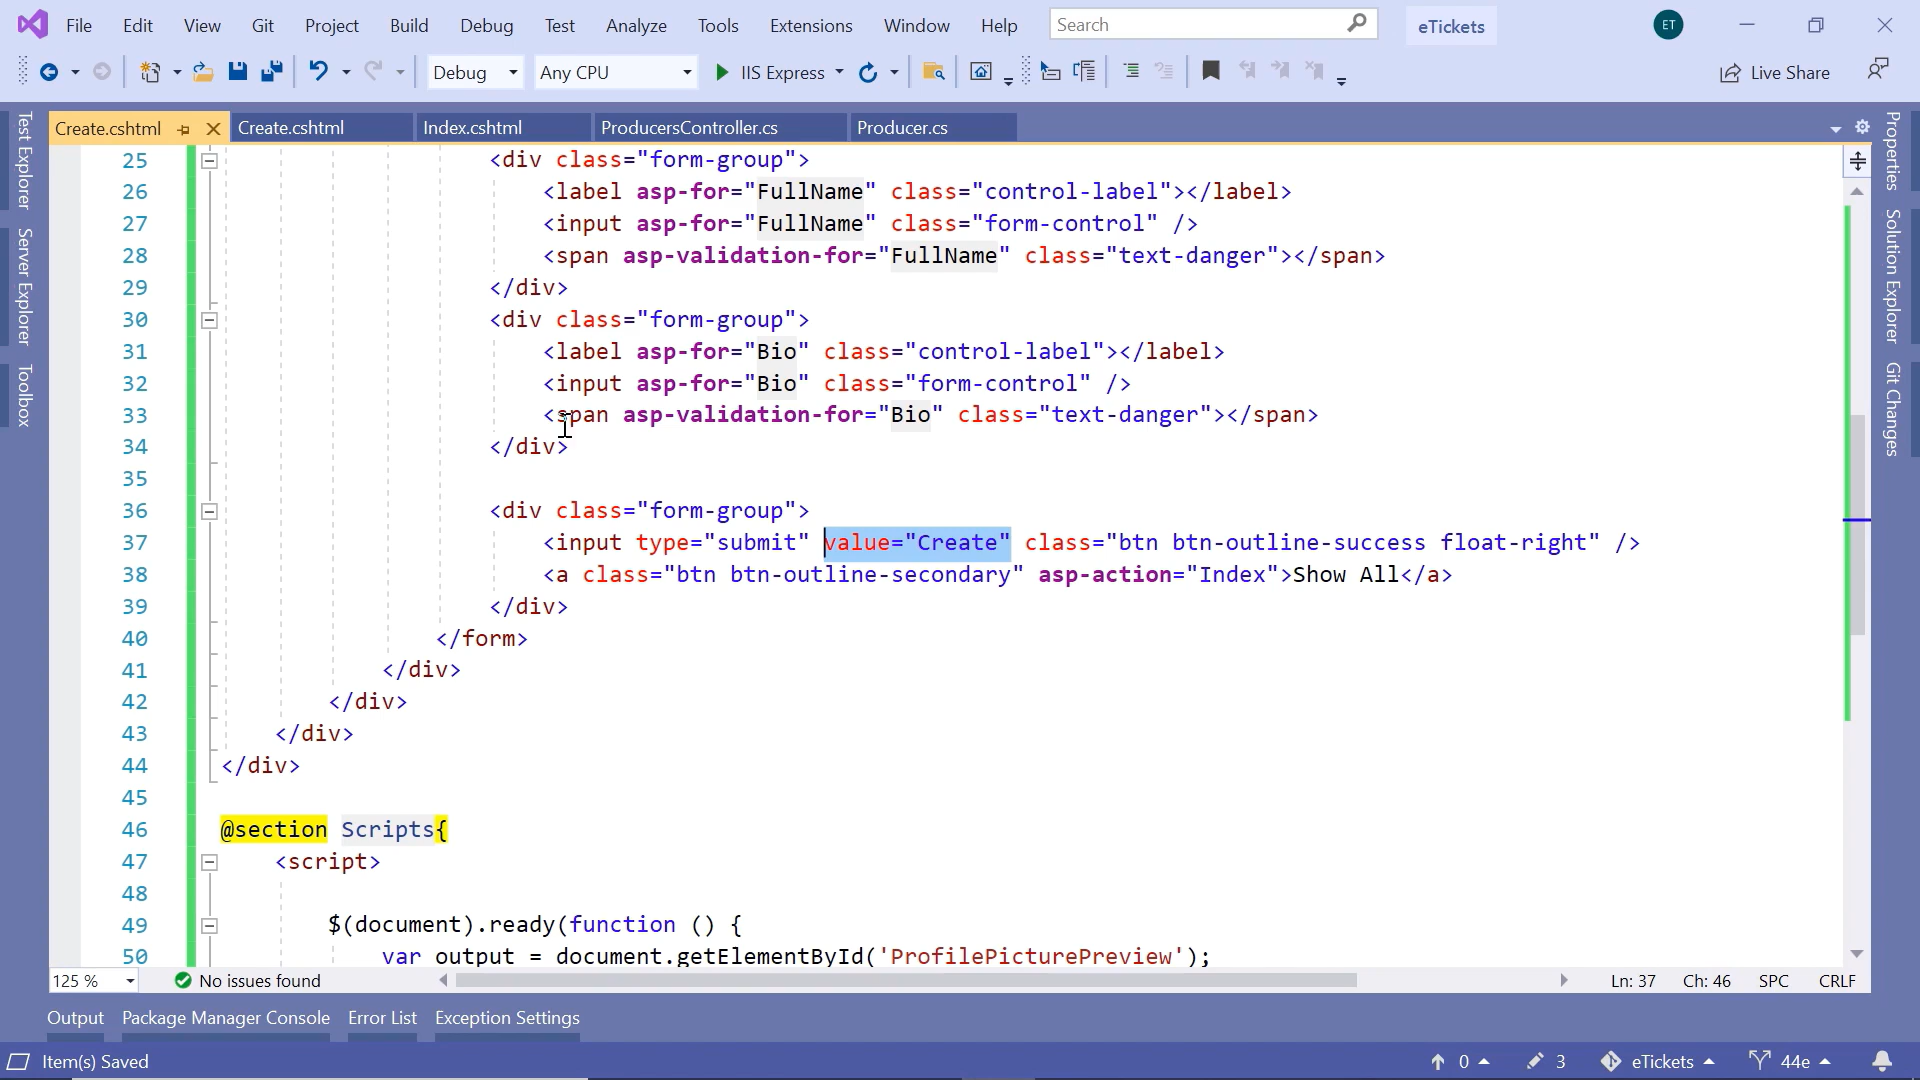 File Edit View Git Project Build Debug Test Analyze Tools Extensions Window Help Search eTickets ET
Debug Any CPU IIS Express Live Share
Create.cshtml Create.cshtml Index.cshtml ProducersController.cs Producer.cs
Test Explorer
Server Explorer
Toolbox
Properties
Solution Explorer
Git Changes
25 <div class="form-group">
26 <label asp-for="FullName" class="control-label"></label>
27 <input asp-for="FullName" class="form-control" />
28 <span asp-validation-for="FullName" class="text-danger"></span>
29 </div>
30 <div class="form-group">
31 <label asp-for="Bio" class="control-label"></label>
32 <input asp-for="Bio" class="form-control" />
33 <span asp-validation-for="Bio" class="text-danger"></span>
34 </div>
35
36 <div class="form-group">
37 <input type="submit" value="Create" class="btn btn-outline-success float-right" />
38 <a class="btn btn-outline-secondary" asp-action="Index">Show All</a>
39 </div>
40 </form>
41 </div>
42 </div>
43 </div>
44 </div>
45
46 @section Scripts{
47 <script>
48
49 $(document).ready(function () {
50 var output = document.getElementById('ProfilePicturePreview');
125 % No issues found Ln: 37 Ch: 46 SPC CRLF
Output Package Manager Console Error List Exception Settings
Item(s) Saved 0 3 eTickets 44e